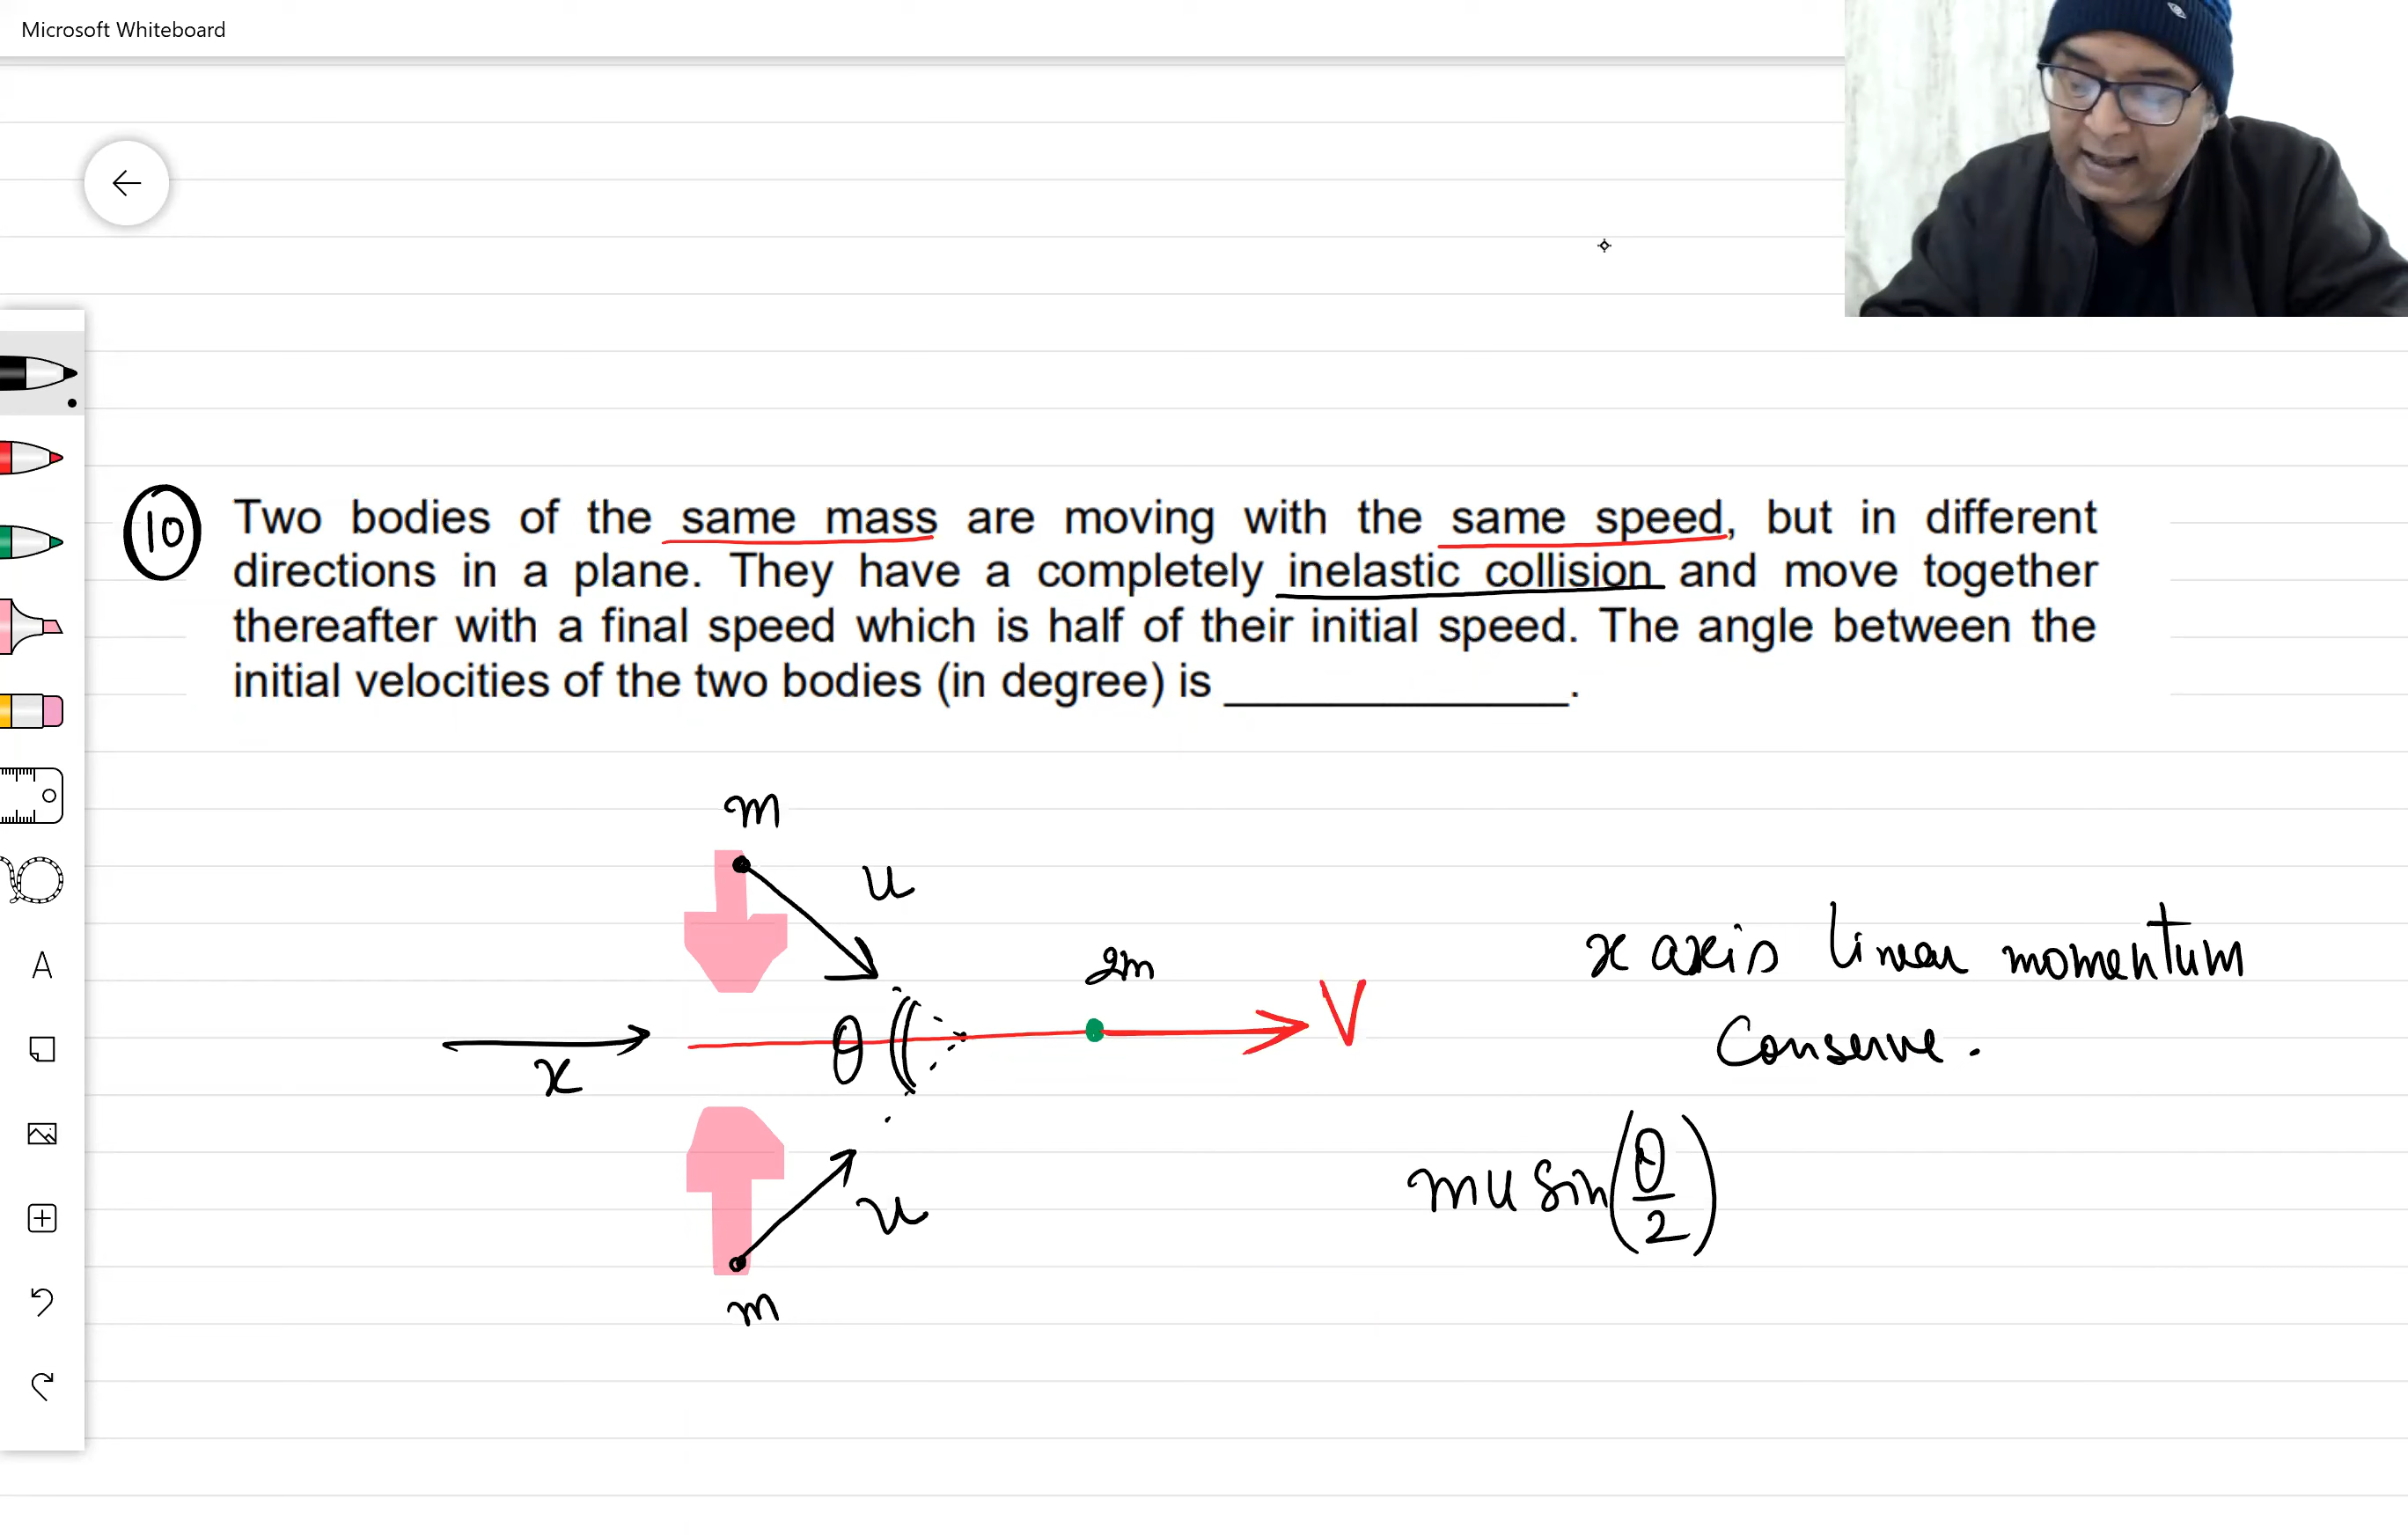 Microsoft Whiteboard
10 Two bodies of the same mass are moving with the same speed, but in different
directions in a plane. They have a completely inelastic collision and move together
thereafter with a final speed which is half of their initial speed. The angle between the
initial velocities of the two bodies (in degree) is ______________.
m
u
2m
V
x
θ
u
m
x axis linear momentum
Conserve.
mu sin(θ/2)
A